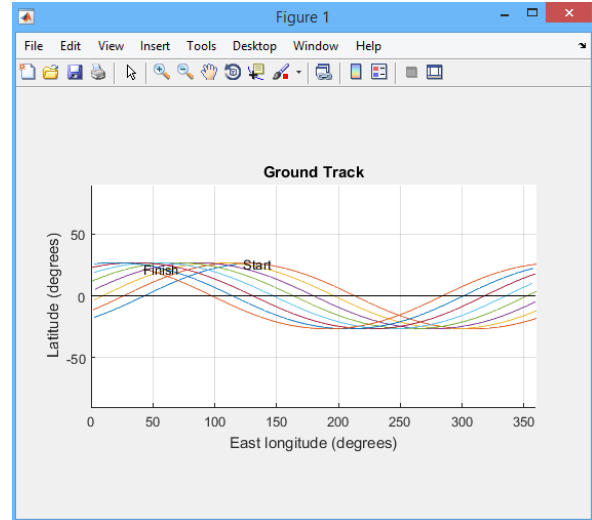 Figure 1
File Edit View Insert Tools Desktop Window Help
Ground Track
50
0
-50
Latitude (degrees)
Finish
Start
0 50 100 150 200 250 300 350
East longitude (degrees)